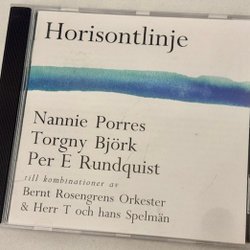 Horisontlinje
Nannie Porres
Torgny Björk
Per E Rundquist
till kombinationer av
Bernt Rosengrens Orkester
& Herr T och hans Spelmän